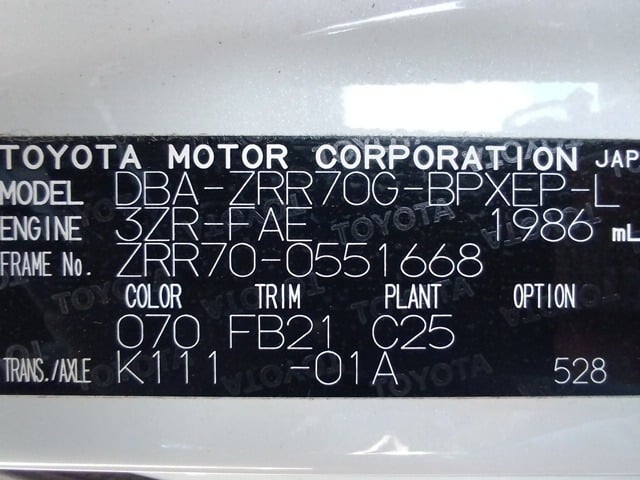 TOYOTA MOTOR CORPORATION JAP
MODEL DBA-ZRR70G-BPXEP-L
ENGINE 3ZR-FAE 1986 mL
FRAME No. ZRR70-0551668
COLOR TRIM PLANT OPTION
070 FB21 C25
TRANS./AXLE K111 -01A 528